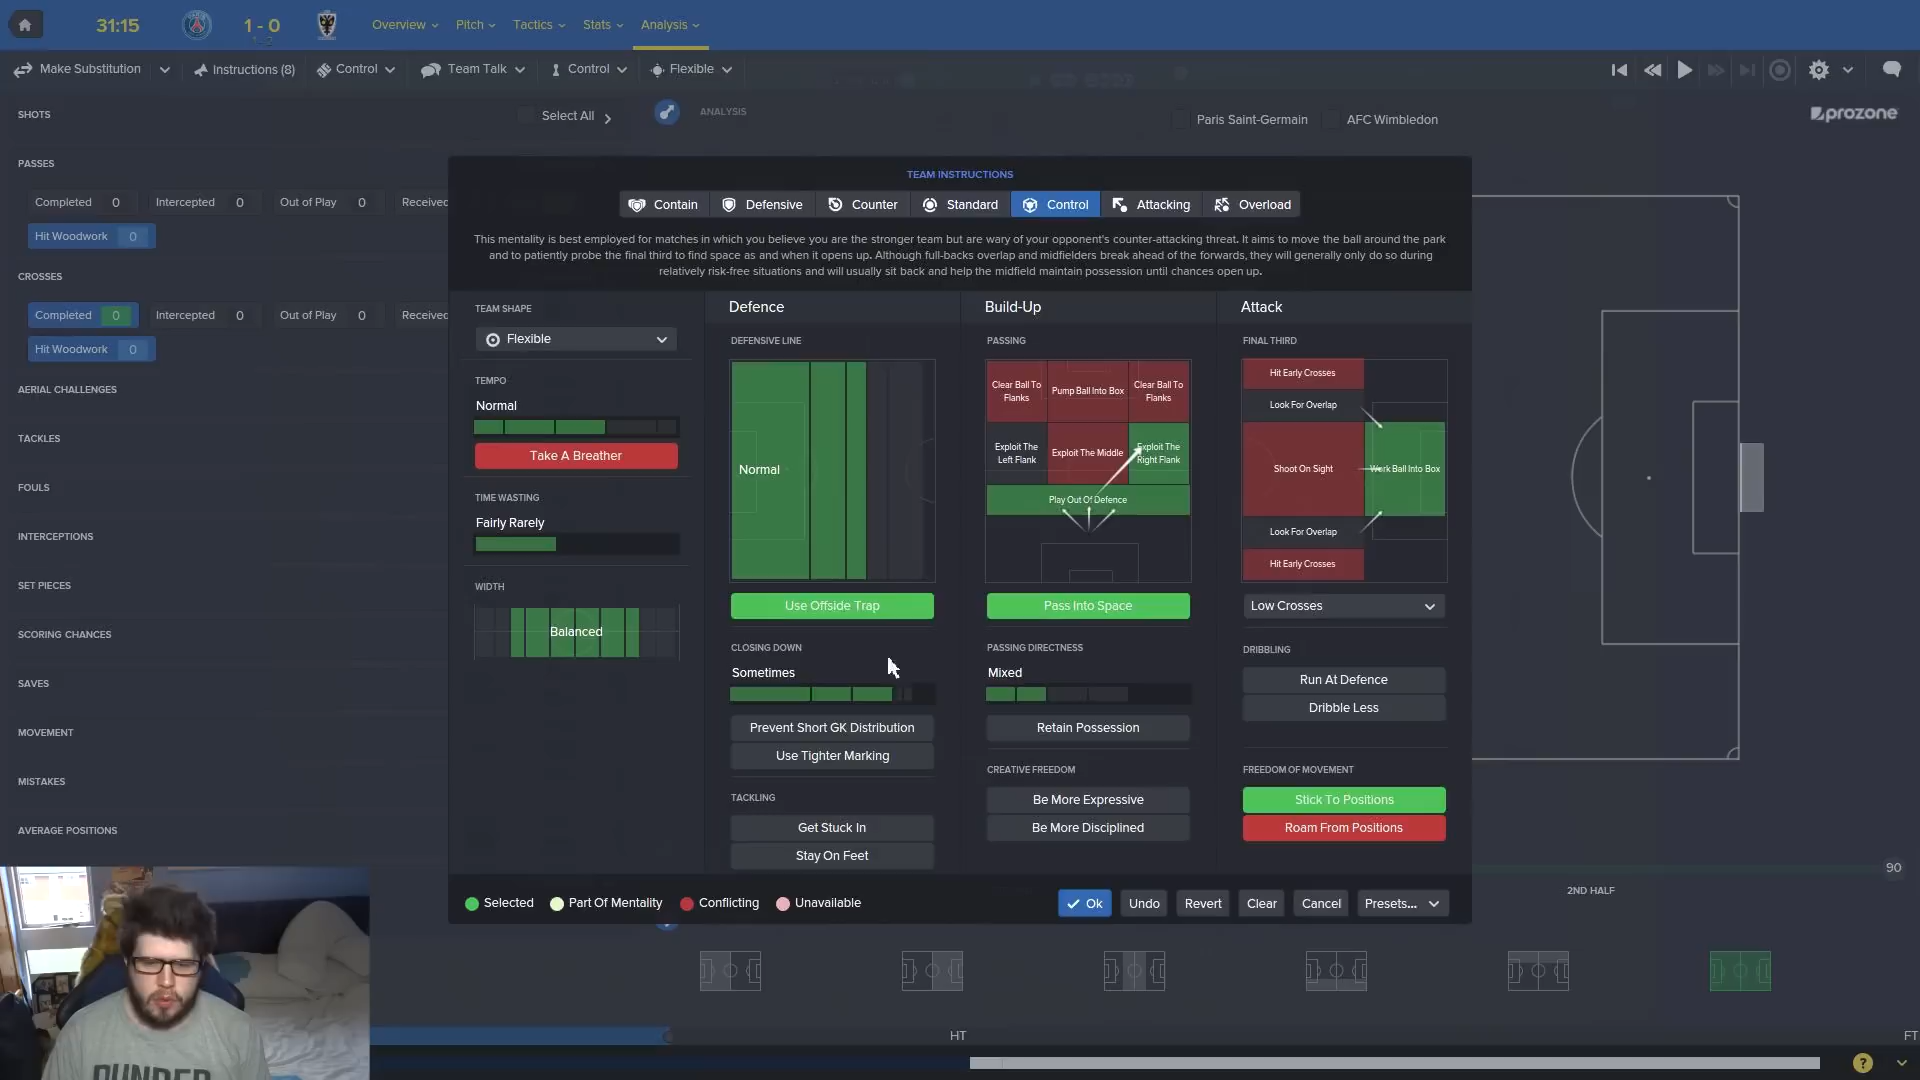 31:15
1 - 0
1 - 2
Overview
Pitch
Tactics
Stats
Analysis
Make Substitution
Instructions (8)
Control
Team Talk
Control
Flexible
SHOTS
Select All
ANALYSIS
Paris Saint-Germain
AFC Wimbledon
prozone
PASSES
Completed 0
Intercepted 0
Out of Play 0
Received
Hit Woodwork 0
CROSSES
Completed 0
Intercepted 0
Out of Play 0
Received
Hit Woodwork 0
AERIAL CHALLENGES
TACKLES
FOULS
INTERCEPTIONS
SET PIECES
SCORING CHANCES
SAVES
MOVEMENT
MISTAKES
AVERAGE POSITIONS
TEAM INSTRUCTIONS
Contain
Defensive
Counter
Standard
Control
Attacking
Overload
This mentality is best employed for matches in which you believe you are the stronger team but are wary of your opponent's counter-attacking threat. It aims to move the ball around the park
and to patiently probe the final third to find space as and when it opens up. Although full-backs overlap and midfielders break ahead of the forwards, they will generally only do so during
relatively risk-free situations and will usually sit back and help the midfield maintain possession until chances open up.
TEAM SHAPE
Flexible
TEMPO
Normal
Take A Breather
TIME WASTING
Fairly Rarely
WIDTH
Balanced
Defence
DEFENSIVE LINE
Normal
Use Offside Trap
CLOSING DOWN
Sometimes
Prevent Short GK Distribution
Use Tighter Marking
TACKLING
Get Stuck In
Stay On Feet
Build-Up
PASSING
Clear Ball To
Flanks
Pump Ball Into Box
Clear Ball To
Flanks
Exploit The
Left Flank
Exploit The Middle
Exploit The
Right Flank
Play Out Of Defence
Pass Into Space
PASSING DIRECTNESS
Mixed
Retain Possession
CREATIVE FREEDOM
Be More Expressive
Be More Disciplined
Attack
FINAL THIRD
Hit Early Crosses
Look For Overlap
Shoot On Sight
Work Ball Into Box
Look For Overlap
Hit Early Crosses
Low Crosses
DRIBBLING
Run At Defence
Dribble Less
FREEDOM OF MOVEMENT
Stick To Positions
Roam From Positions
Selected
Part Of Mentality
Conflicting
Unavailable
Ok
Undo
Revert
Clear
Cancel
Presets...
90
2ND HALF
HT
FT
?